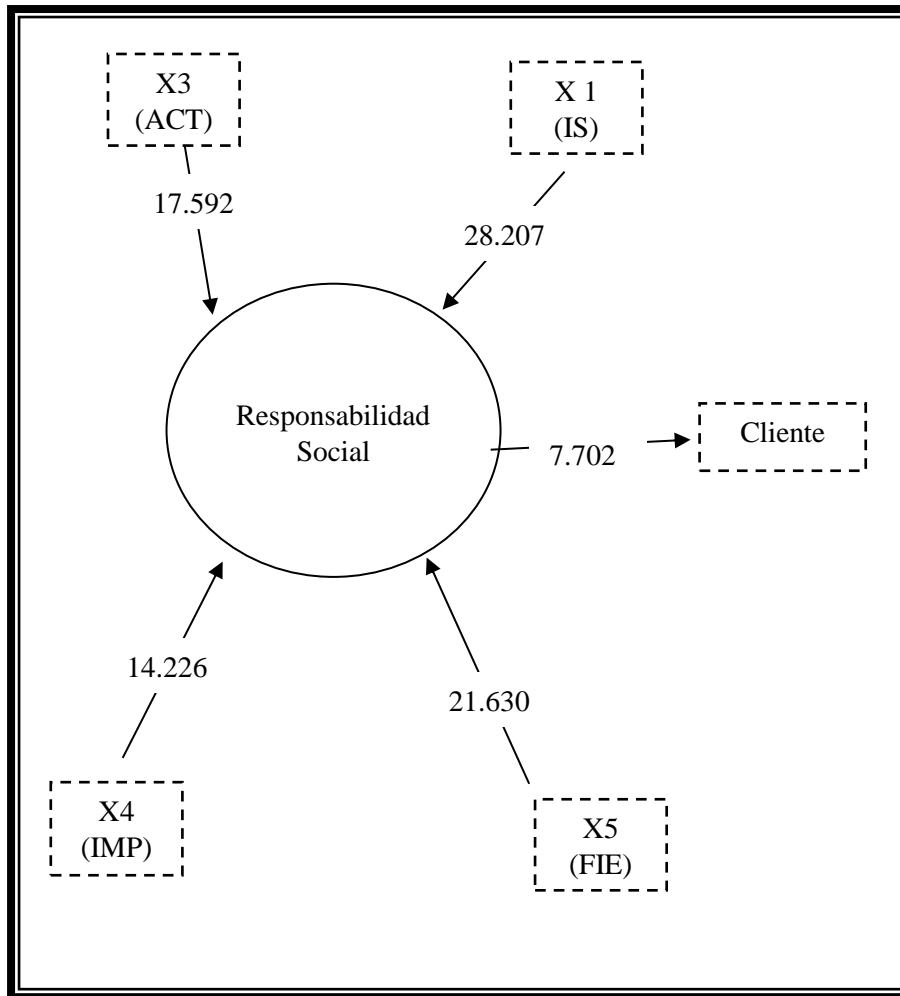 X3
(ACT)
X 1
(IS)
17.592
28.207
Responsabilidad
Social
7.702
Cliente
14.226
21.630
X4
(IMP)
X5
(FIE)